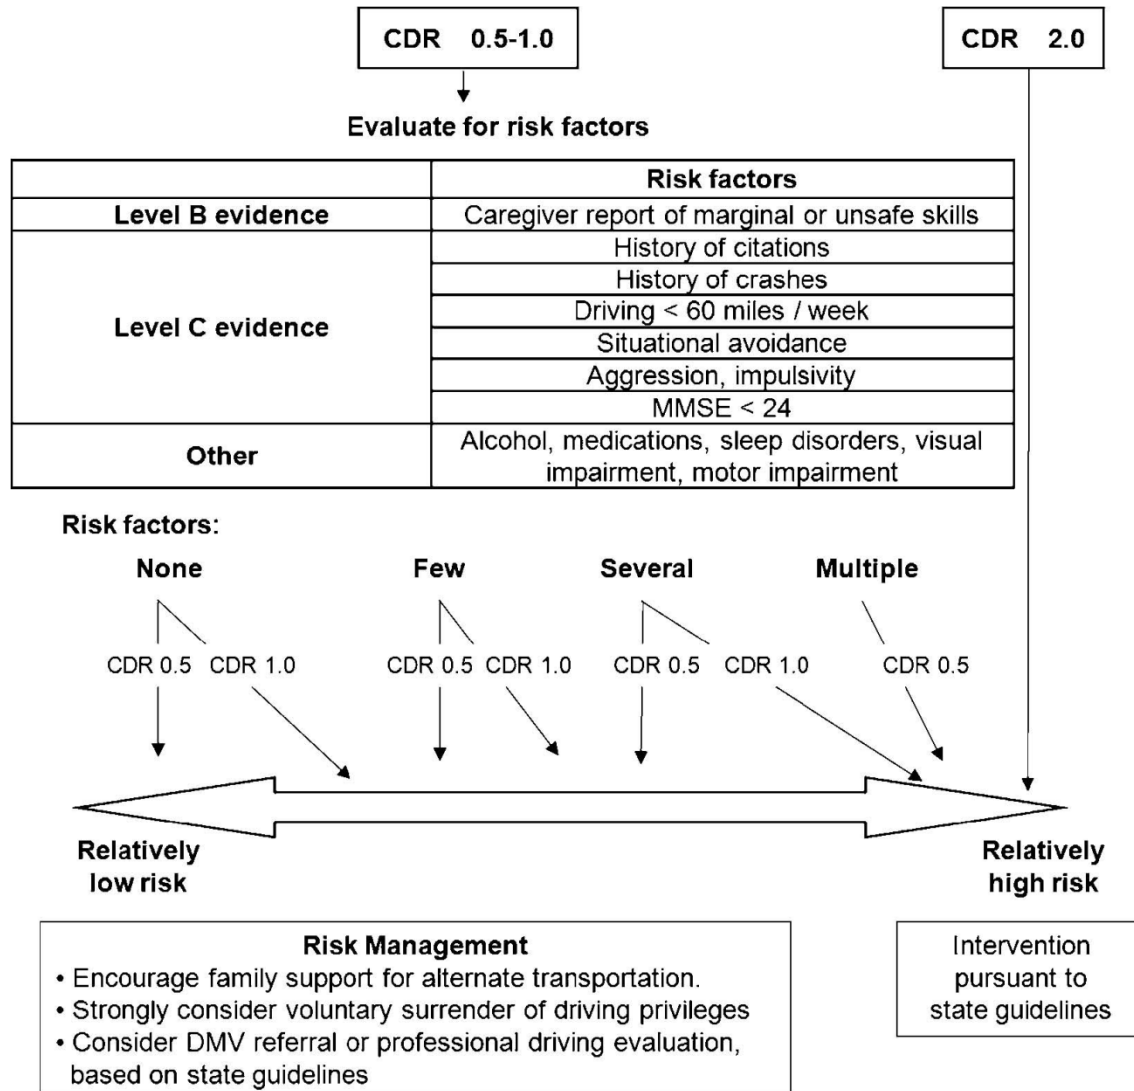 CDR 0.5-1.0
CDR 2.0
Evaluate for risk factors
Risk factors
Level B evidence
Caregiver report of marginal or unsafe skills
Level C evidence
History of citations
History of crashes
Driving < 60 miles / week
Situational avoidance
Aggression, impulsivity
MMSE < 24
Other
Alcohol, medications, sleep disorders, visual
impairment, motor impairment
Risk factors:
None
Few
Several
Multiple
CDR 0.5
CDR 1.0
CDR 0.5
CDR 1.0
CDR 0.5
CDR 1.0
CDR 0.5
Relatively
low risk
Relatively
high risk
Risk Management
• Encourage family support for alternate transportation.
• Strongly consider voluntary surrender of driving privileges
• Consider DMV referral or professional driving evaluation,
based on state guidelines
Intervention
pursuant to
state guidelines